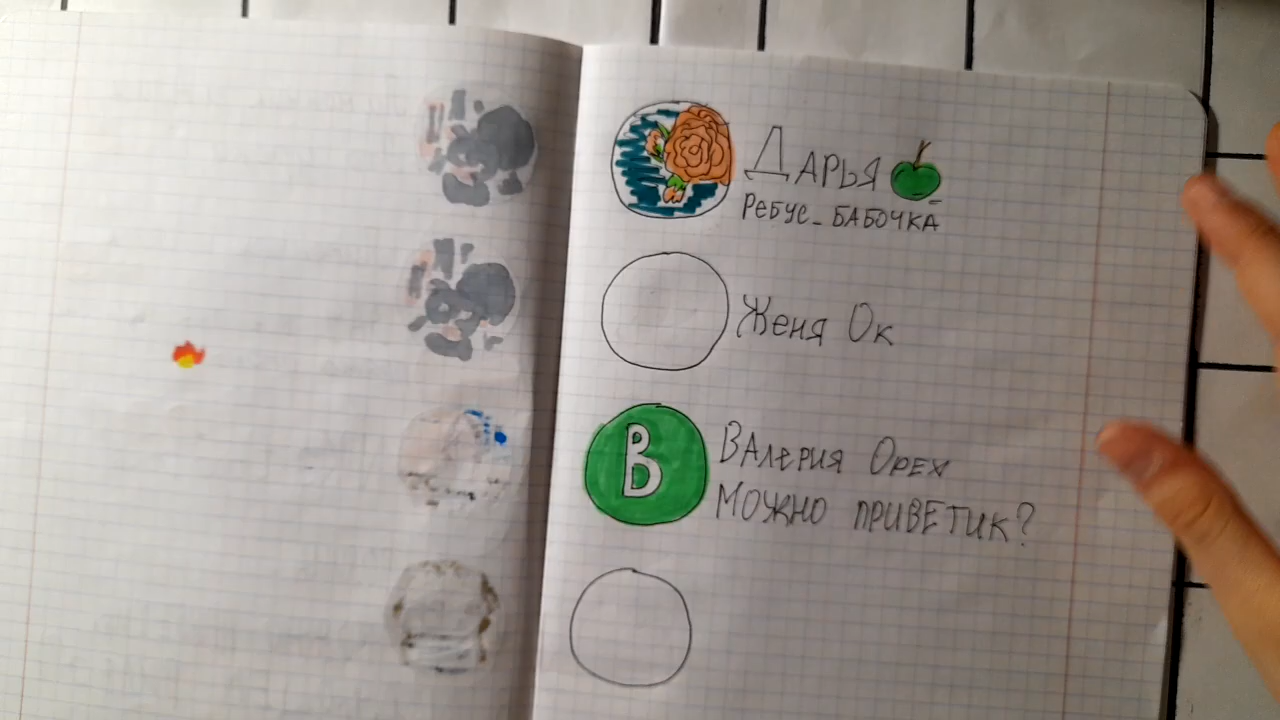 Дарья
Ребус_бабочка
Женя Ок
В
Валерия Орех
Можно приветик?